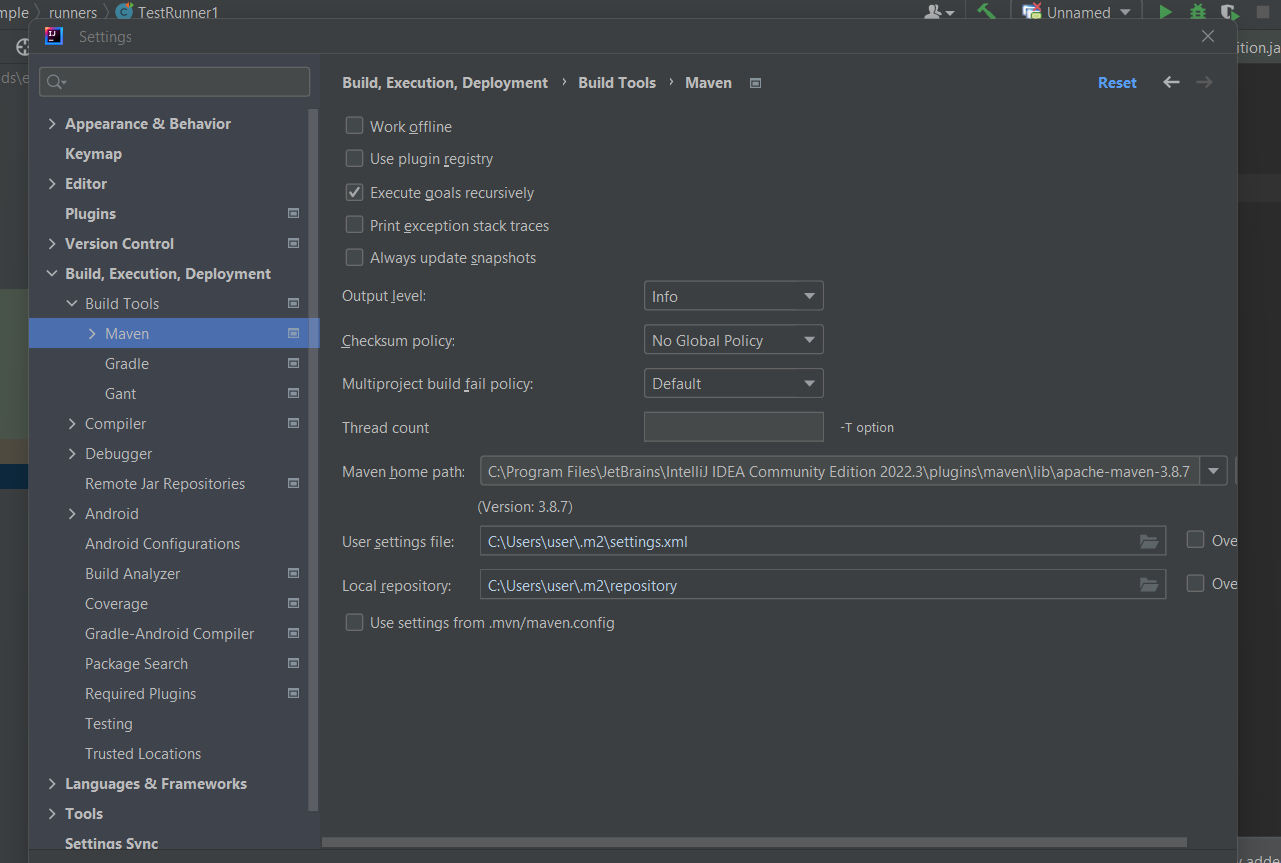 mple runners TestRunner1 Unnamed
Settings
ition.ja
ds\e
Build, Execution, Deployment › Build Tools › Maven Reset
Appearance & Behavior
Keymap
Editor
Plugins
Version Control
Build, Execution, Deployment
Build Tools
Maven
Gradle
Gant
Compiler
Debugger
Remote Jar Repositories
Android
Android Configurations
Build Analyzer
Coverage
Gradle-Android Compiler
Package Search
Required Plugins
Testing
Trusted Locations
Languages & Frameworks
Tools
Settings Sync
Work offline
Use plugin registry
Execute goals recursively
Print exception stack traces
Always update snapshots
Output level: Info
Checksum policy: No Global Policy
Multiproject build fail policy: Default
Thread count -T option
Maven home path: C:\Program Files\JetBrains\IntelliJ IDEA Community Edition 2022.3\plugins\maven\lib\apache-maven-3.8.7
(Version: 3.8.7)
User settings file: C:\Users\user\.m2\settings.xml Ove
Local repository: C:\Users\user\.m2\repository Ove
Use settings from .mvn/maven.config
y adde